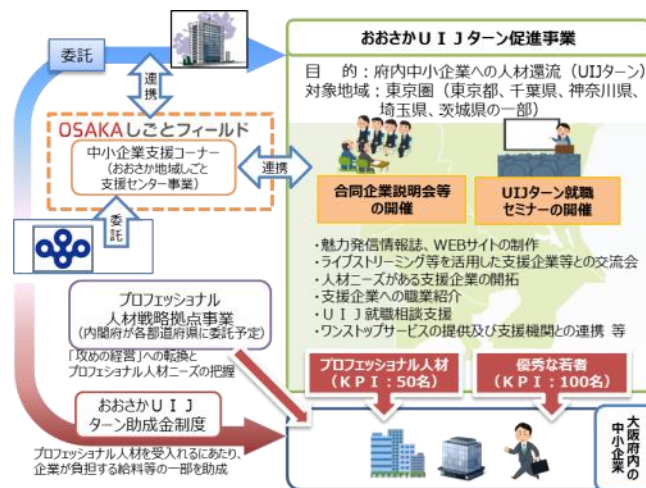 委託
おおさかＵＩＪターン促進事業
目　的：府内中小企業への人材還流（UIJターン）
対象地域：東京圏（東京都、千葉県、神奈川県、
埼玉県、茨城県の一部）
連携
OSAKAしごとフィールド
中小企業支援コーナー
（おおさか地域しごと
支援センター事業）
連携
委託
合同企業説明会等
の開催
UIJターン就職
セミナーの開催
・魅力発信情報誌、WEBサイトの制作
・ライブストリーミング等を活用した支援企業等との交流会
・人材ニーズがある支援企業の開拓
・支援企業への職業紹介
・ＵＩＪ就職相談支援
・ワンストップサービスの提供及び支援機関との連携 等
プロフェッショナル
人材戦略拠点事業
（内閣府が各都道府県に委託予定）
「攻めの経営」への転換と
プロフェショナル人材ニーズの把握
プロフェッショナル人材
（ＫＰＩ：50名）
優秀な若者
（ＫＰＩ：100名）
おおさかＵＩＪ
ターン助成金制度
プロフェッショナル人材を受入れるにあたり、
企業が負担する給料等の一部を助成
大阪府内の
中小企業